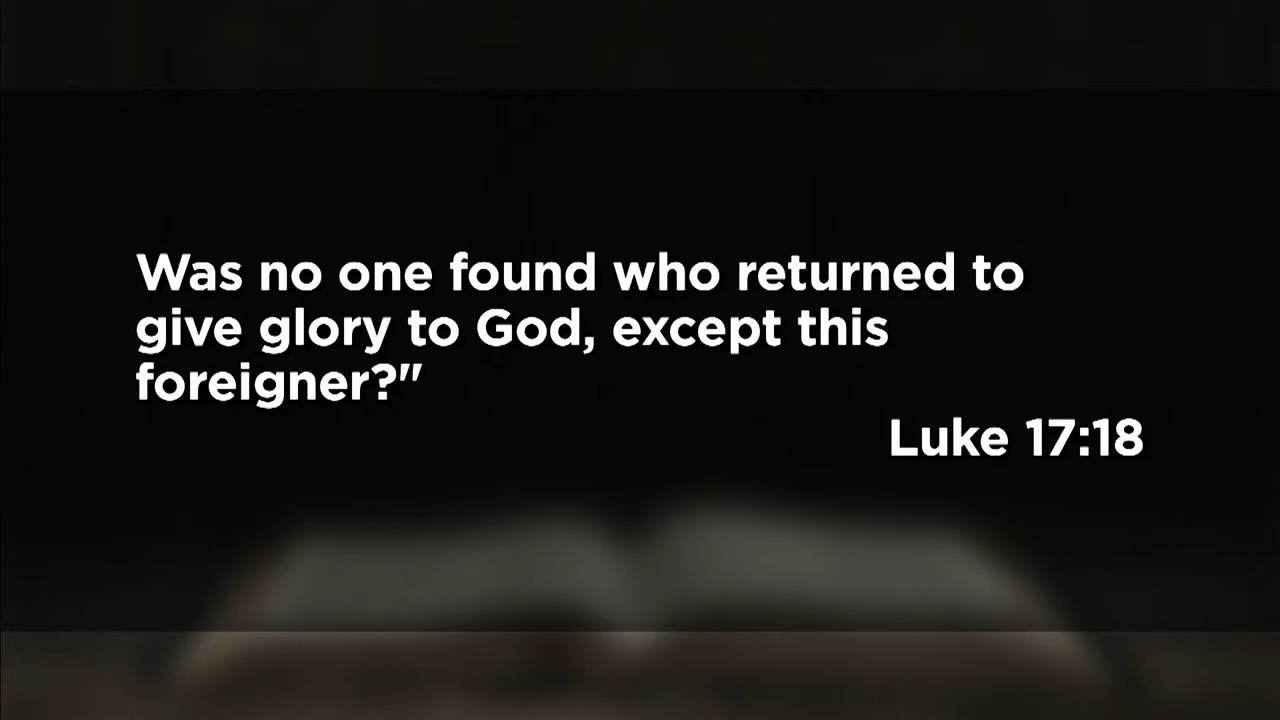 Was no one found who returned to
give glory to God, except this
foreigner?"
Luke 17:18